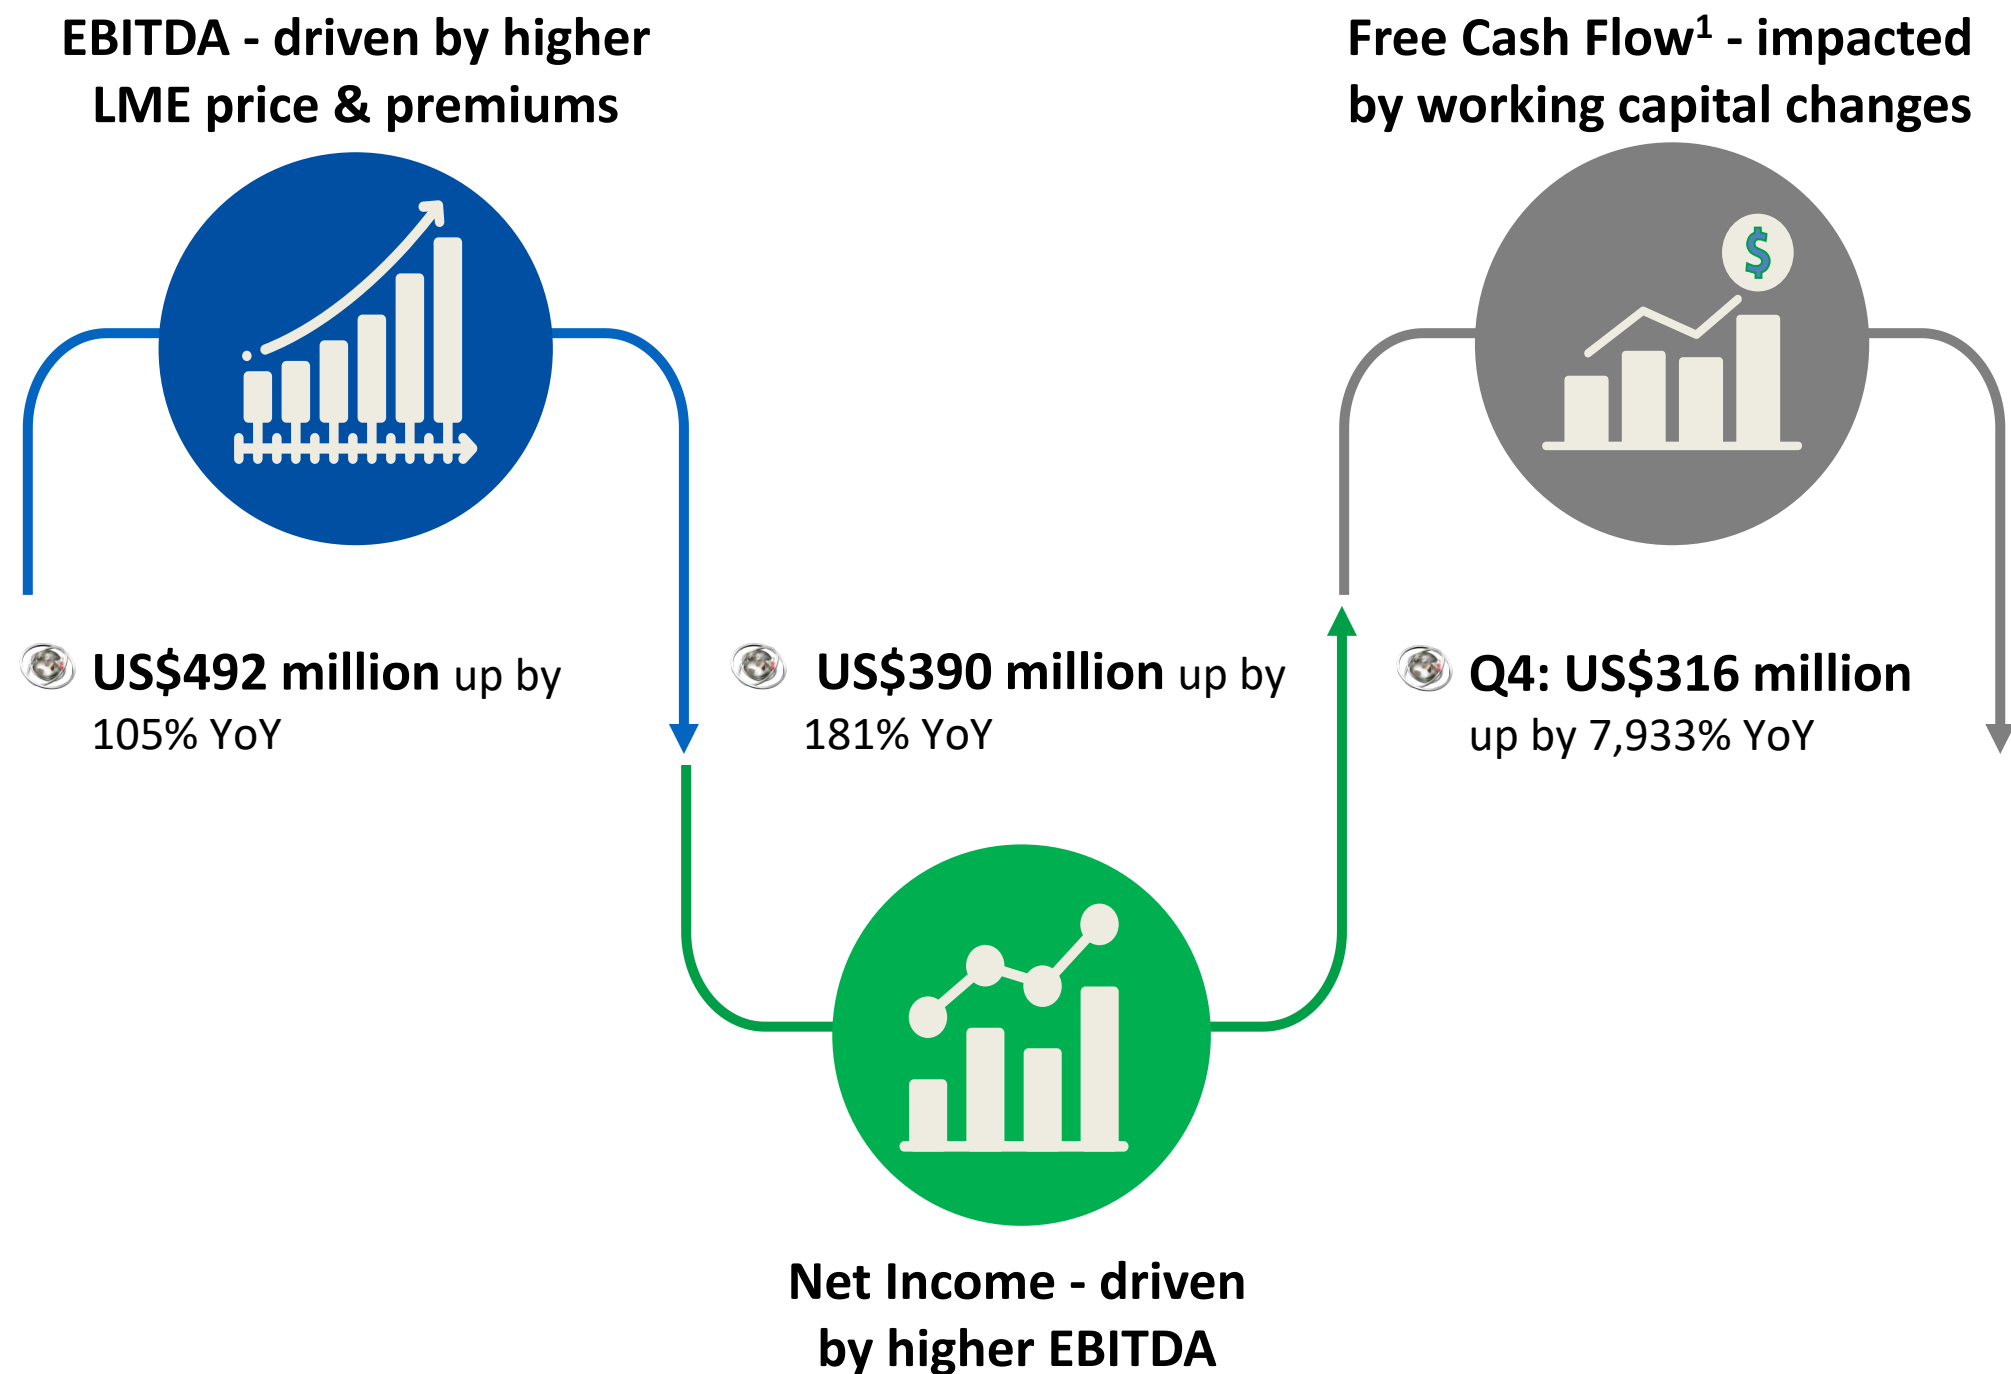 EBITDA - driven by higher
LME price & premiums
US$492 million up by
105% YoY
US$390 million up by
181% YoY
Net Income - driven
by higher EBITDA
Free Cash Flow¹ - impacted
by working capital changes
$
Q4: US$316 million
up by 7,933% YoY